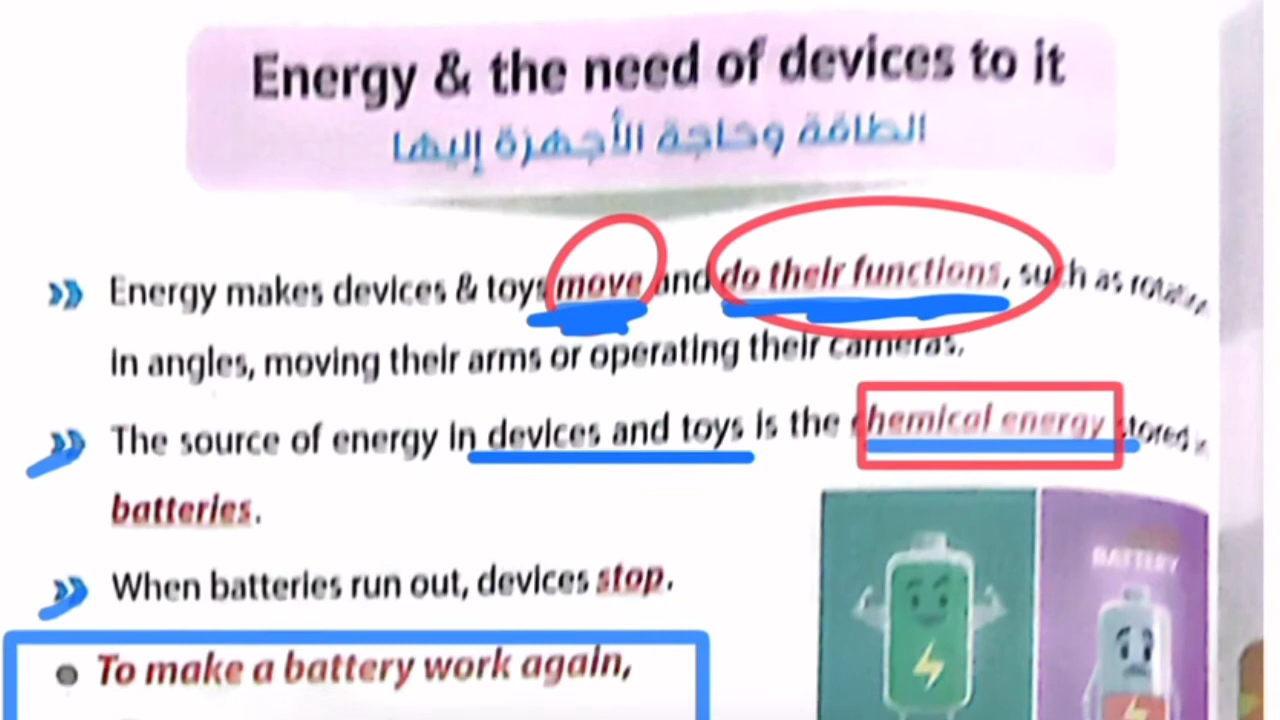 Energy & the need of devices to it
الطاقة وحاجة الأجهزة إليها
Energy makes devices & toys move and do their functions, such as
in angles, moving their arms or operating their cameras.
The source of energy in devices and toys is the chemical energy stored
batteries.
When batteries run out, devices stop.
BATTERY
To make a battery work again,